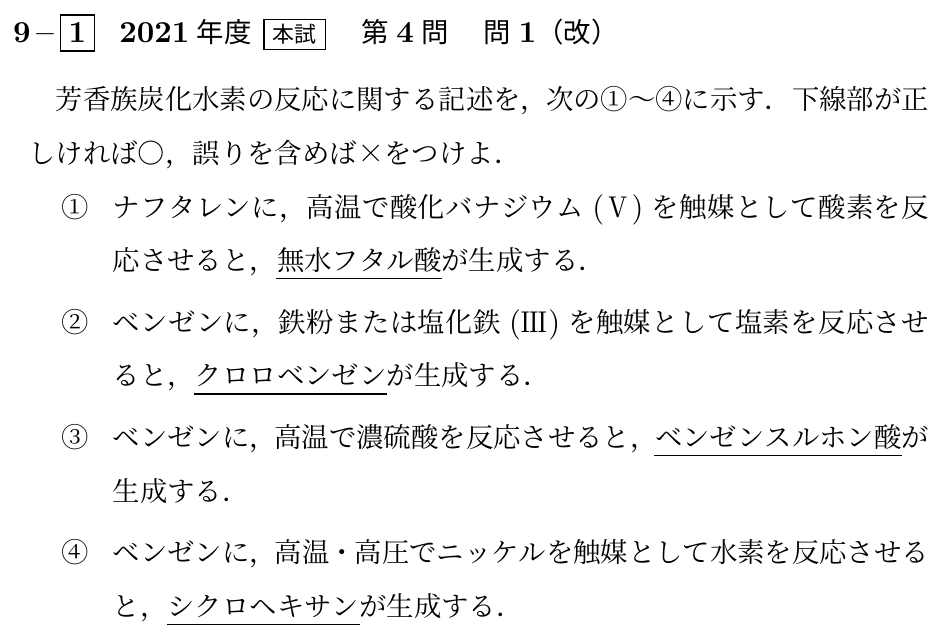 9－1 2021年度 本試 第4問 問1（改）
芳香族炭化水素の反応に関する記述を，次の①～④に示す．下線部が正
しければ○，誤りを含めば×をつけよ．
① ナフタレンに，高温で酸化バナジウム(Ⅴ)を触媒として酸素を反
応させると，無水フタル酸が生成する．
② ベンゼンに，鉄粉または塩化鉄(Ⅲ)を触媒として塩素を反応させ
ると，クロロベンゼンが生成する．
③ ベンゼンに，高温で濃硫酸を反応させると，ベンゼンスルホン酸が
生成する．
④ ベンゼンに，高温・高圧でニッケルを触媒として水素を反応させる
と，シクロヘキサンが生成する．